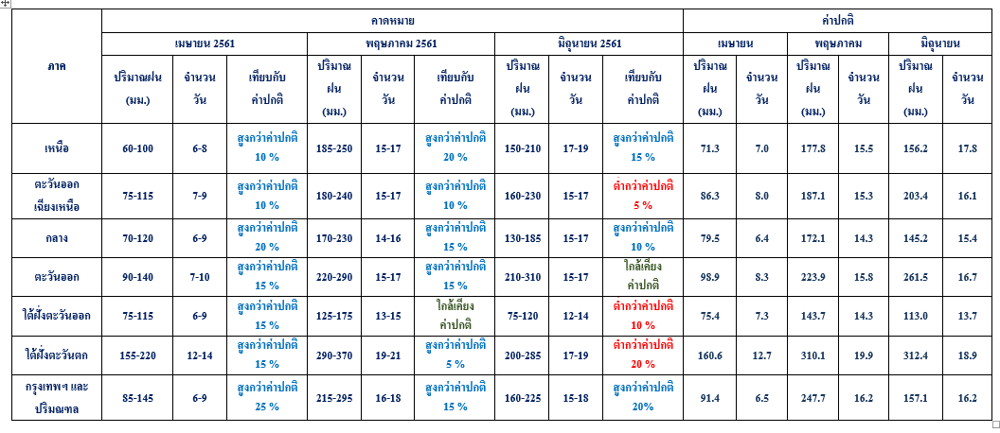 ภาค
คาดหมาย
ค่าปกติ
เมษายน 2561
พฤษภาคม 2561
มิถุนายน 2561
เมษายน
พฤษภาคม
มิถุนายน
ปริมาณฝน
(มม.)
จำนวน
วัน
เทียบกับ
ค่าปกติ
ปริมาณ
ฝน
(มม.)
จำนวน
วัน
เทียบกับ
ค่าปกติ
ปริมาณ
ฝน
(มม.)
จำนวน
วัน
เทียบกับ
ค่าปกติ
ปริมาณ
ฝน
(มม.)
จำนวน
วัน
ปริมาณ
ฝน
(มม.)
จำนวน
วัน
ปริมาณ
ฝน
(มม.)
จำนวน
วัน
เหนือ
60-100
6-8
สูงกว่าค่าปกติ
10 %
185-250
15-17
สูงกว่าค่าปกติ
20 %
150-210
17-19
สูงกว่าค่าปกติ
15 %
71.3
7.0
177.8
15.5
156.2
17.8
ตะวันออก
เฉียงเหนือ
75-115
7-9
สูงกว่าค่าปกติ
10 %
180-240
15-17
สูงกว่าค่าปกติ
10 %
160-230
15-17
ต่ำกว่าค่าปกติ
5 %
86.3
8.0
187.1
15.3
203.4
16.1
กลาง
70-120
6-9
สูงกว่าค่าปกติ
20 %
170-230
14-16
สูงกว่าค่าปกติ
15 %
130-185
15-17
สูงกว่าค่าปกติ
10 %
79.5
6.4
172.1
14.3
145.2
15.4
ตะวันออก
90-140
7-10
สูงกว่าค่าปกติ
15 %
220-290
15-17
สูงกว่าค่าปกติ
15 %
210-310
15-17
ใกล้เคียง
ค่าปกติ
98.9
8.3
223.9
15.8
261.5
16.7
ใต้ฝั่งตะวันออก
75-115
6-9
สูงกว่าค่าปกติ
15 %
125-175
13-15
ใกล้เคียง
ค่าปกติ
75-120
12-14
ต่ำกว่าค่าปกติ
10 %
75.4
7.3
143.7
14.3
113.0
13.7
ใต้ฝั่งตะวันตก
155-220
12-14
สูงกว่าค่าปกติ
15 %
290-370
19-21
สูงกว่าค่าปกติ
5 %
200-285
17-19
ต่ำกว่าค่าปกติ
20 %
160.6
12.7
310.1
19.9
312.4
18.9
กรุงเทพฯ และ
ปริมณฑล
85-145
6-9
สูงกว่าค่าปกติ
25 %
215-295
16-18
สูงกว่าค่าปกติ
15 %
160-225
15-18
สูงกว่าค่าปกติ
20%
91.4
6.5
247.7
16.2
157.1
16.2